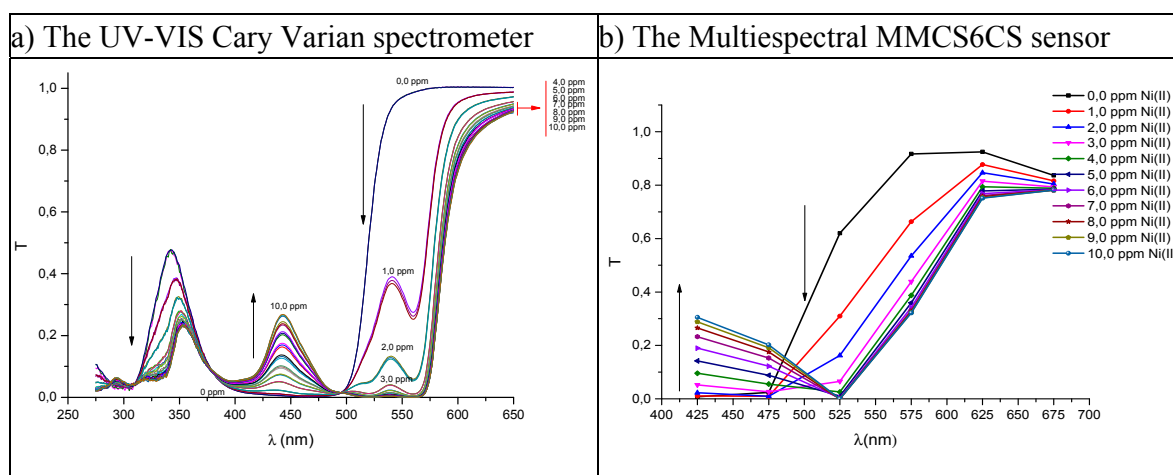 a) The UV-VIS Cary Varian spectrometer
b) The Multiespectral MMCS6CS sensor
1,0
0,8
0,6
0,4
0,2
0,0
T
250 300 350 400 450 500 550 600 650
λ (nm)
0,0 ppm
1,0 ppm
10,0 ppm
2,0 ppm
3,0 ppm
0 ppm
4,0 ppm
5,0 ppm
6,0 ppm
7,0 ppm
8,0 ppm
9,0 ppm
10,0 ppm
1,0
0,8
0,6
0,4
0,2
0,0
T
400 425 450 475 500 525 550 575 600 625 650 675 700
λ(nm)
0,0 ppm Ni(II)
1,0 ppm Ni(II)
2,0 ppm Ni(II)
3,0 ppm Ni(II)
4,0 ppm Ni(II)
5,0 ppm Ni(II)
6,0 ppm Ni(II)
7,0 ppm Ni(II)
8,0 ppm Ni(II)
9,0 ppm Ni(II)
10,0 ppm Ni(II